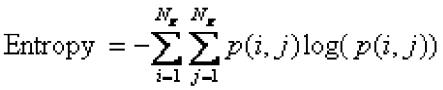 Entropy = -∑_{i-1}^{N_g} ∑_{j-1}^{N_g} p(i, j) log( p(i, j))